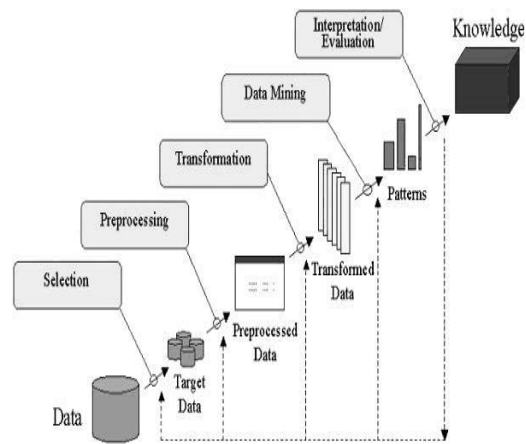 Interpretation/
Evaluation
Knowledge
Data Mining
Transformation
Patterns
Preprocessing
Transformed
Data
Selection
Preprocessed
Data
Target
Data
Data